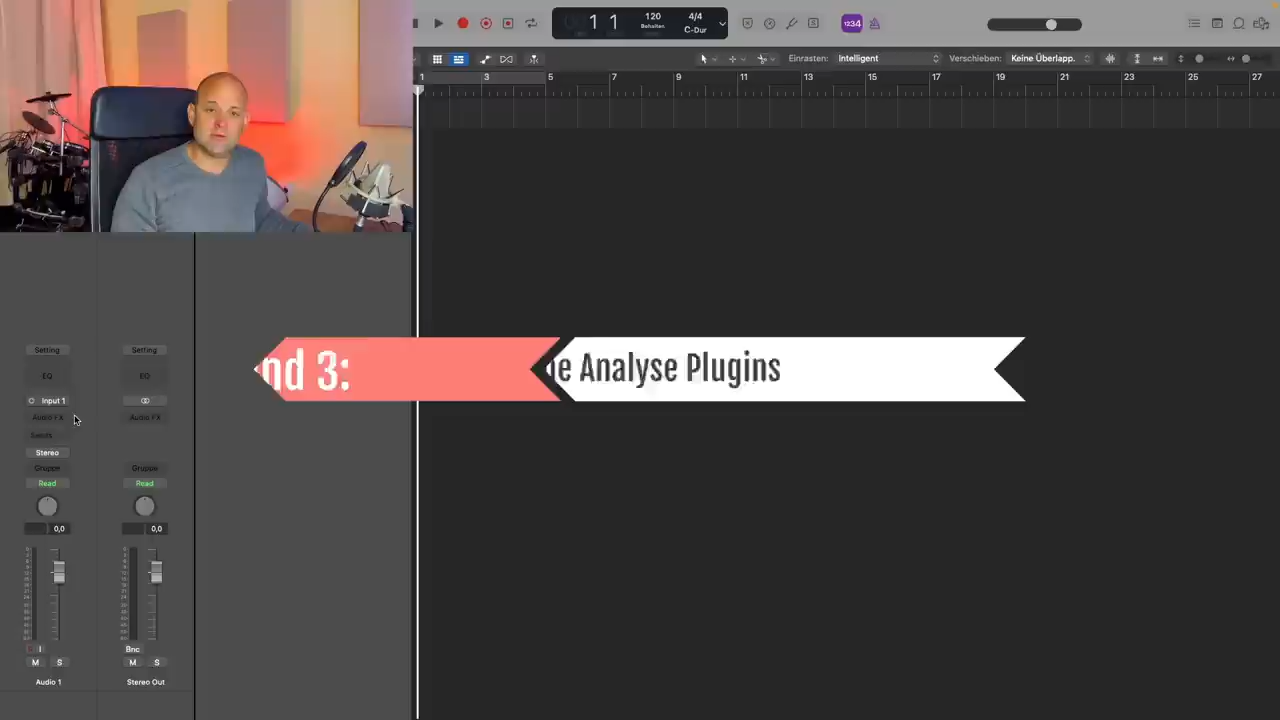 1 1
120
Behalten
4/4
C-Dur
1234
Einrasten: Intelligent
Verschieben: Keine Überlapp.
1 3 5 7 9 11 13 15 17 19 21 23 25 27
nd 3:
e Analyse Plugins
Setting Setting
EQ EQ
Input 1
Audio FX Audio FX
Sends
Stereo
Gruppe Gruppe
Read Read
0,0 0,0
I Bnc
M S M S
Audio 1 Stereo Out